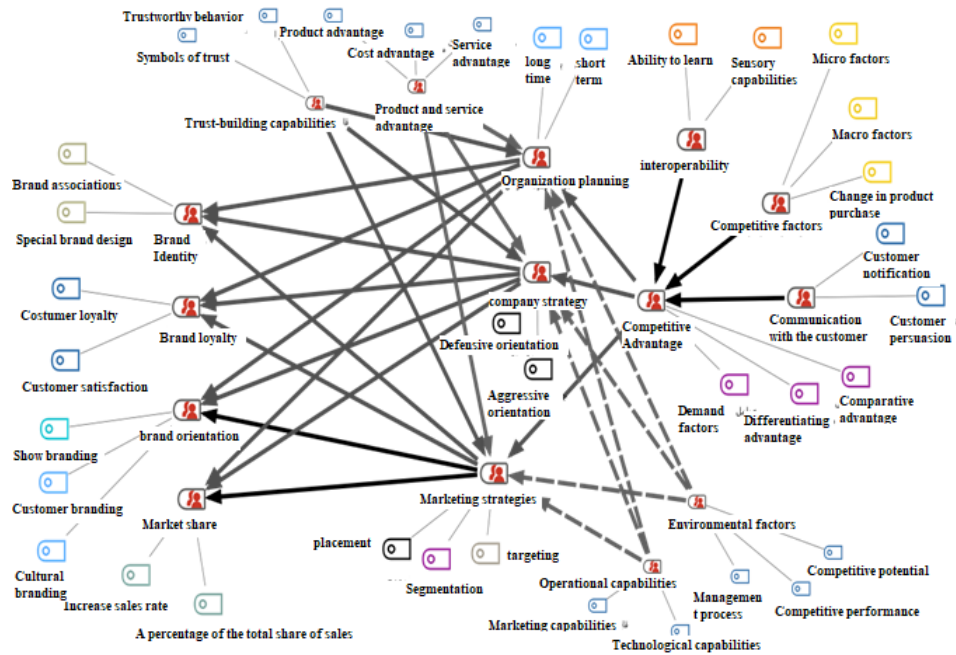 Trustworthy behavior
Product advantage
Symbols of trust
Cost advantage
Service
advantage
long
time
short
term
Ability to learn
Sensory
capabilities
Micro factors
Macro factors
Trust-building capabilities
Product and service
advantage
interoperability
Organization planning
Change in product
purchase
Competitive factors
Brand associations
Special brand design
Brand
Identity
Customer
notification
company strategy
Competitive
Advantage
Communication
with the customer
Customer
persuasion
Costumer loyalty
Brand loyalty
Defensive orientation
Customer satisfaction
Aggressive
orientation
Demand
factors
Differentiating
advantage
Comparative
advantage
Show branding
brand orientation
Customer branding
Market share
Marketing strategies
Environmental factors
placement
Segmentation
targeting
Cultural
branding
Increase sales rate
Operational capabilities
Competitive potential
Managemen
t process
Competitive performance
A percentage of the total share of sales
Marketing capabilities
Technological capabilities